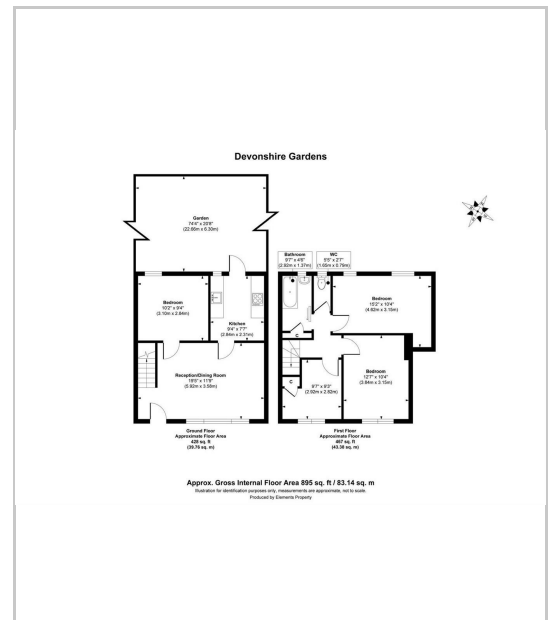 Devonshire Gardens
Garden
74'4" x 20'8"
(22.66m x 6.30m)
Bedroom
10'2" x 9'4"
(3.10m x 2.84m)
Kitchen
9'4" x 7'7"
(2.84m x 2.31m)
Reception/Dining Room
19'5" x 11'9"
(5.92m x 3.58m)
Ground Floor
Approximate Floor Area
428 sq. ft
(39.76 sq. m)
Bathroom
9'7" x 4'6"
(2.92m x 1.37m)
WC
5'5" x 2'7"
(1.65m x 0.79m)
Bedroom
15'2" x 10'4"
(4.62m x 3.15m)
C
Bedroom
12'7" x 10'4"
(3.84m x 3.15m)
C
9'7" x 9'3"
(2.92m x 2.82m)
First Floor
Approximate Floor Area
467 sq. ft
(43.38 sq. m)
Approx. Gross Internal Floor Area 895 sq. ft / 83.14 sq. m
Illustration for identification purposes only, measurements are approximate, not to scale.
Produced by Elements Property